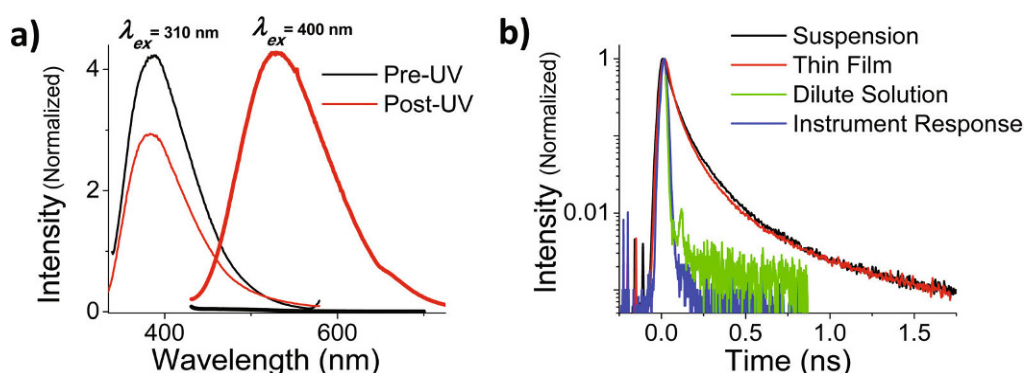 a)
λex = 310 nm
λex = 400 nm
Pre-UV
Post-UV
Intensity (Normalized)
4
2
0
400
600
Wavelength (nm)
b)
Suspension
Thin Film
Dilute Solution
Instrument Response
Intensity (Normalized)
1
0.01
0.0
0.5
1.0
1.5
Time (ns)